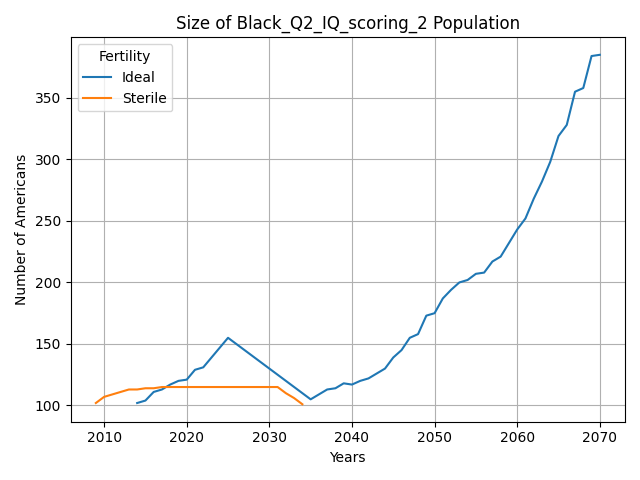 Size of Black_Q2_IQ_scoring_2 Population
Fertility
Ideal
Sterile
Number of Americans
350
300
250
200
150
100
2010 2020 2030 2040 2050 2060 2070
Years